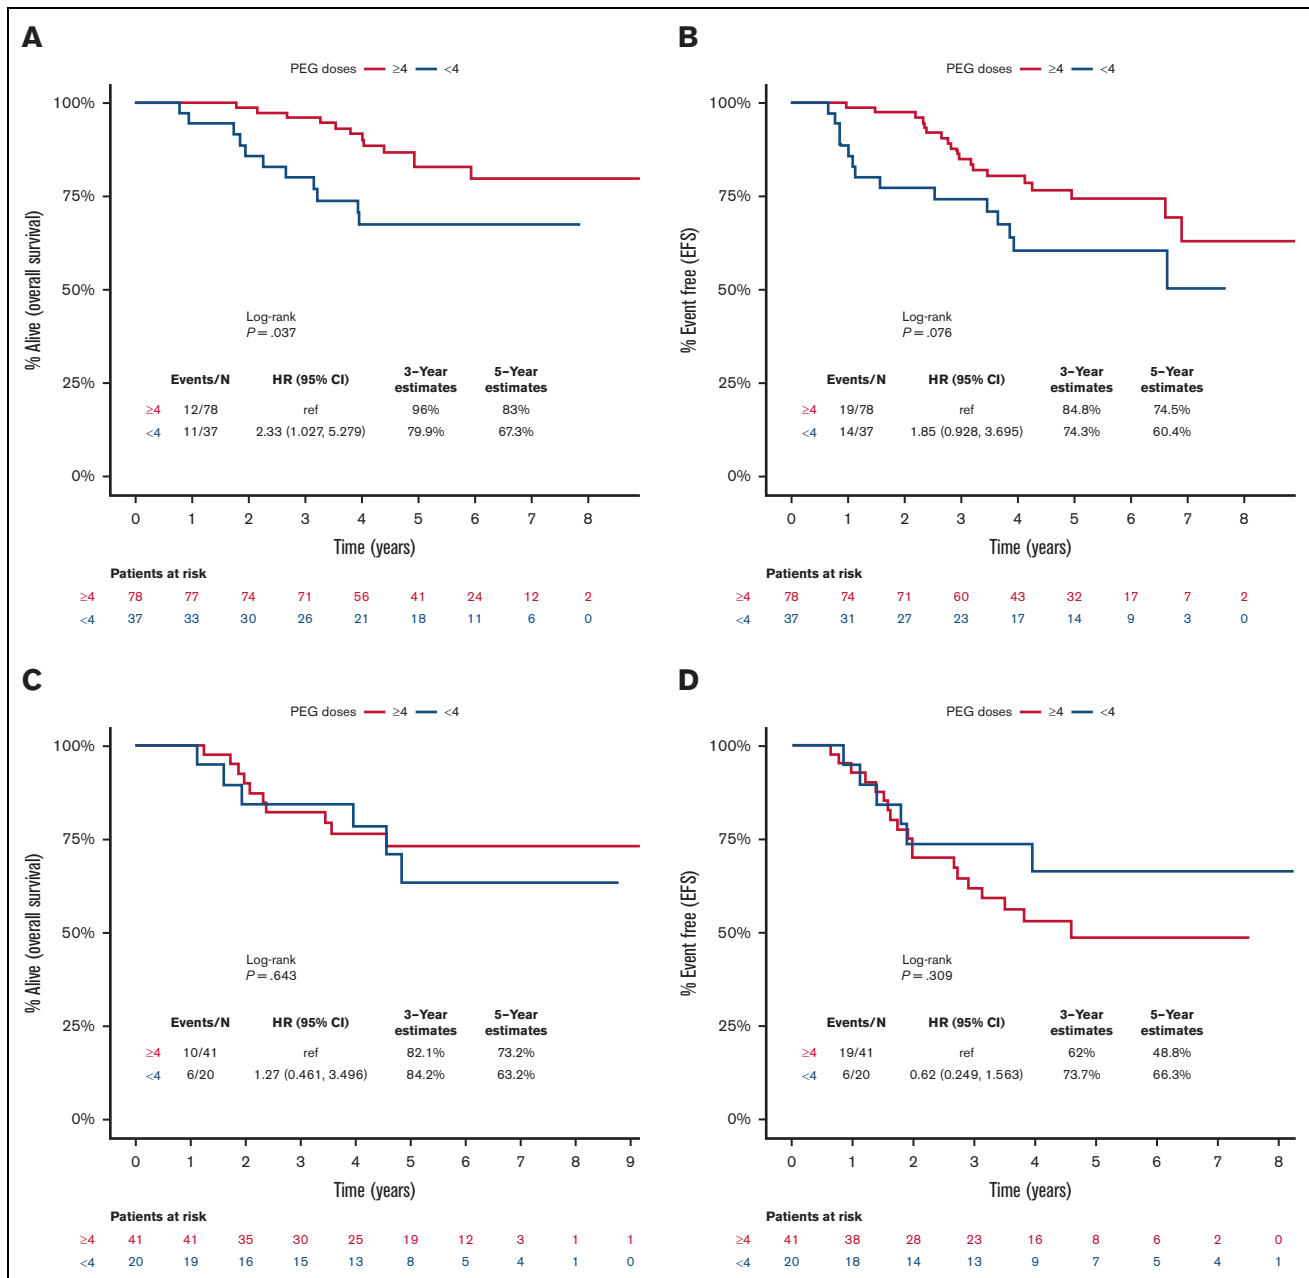 A
PEG doses ≥4 <4
100%
75%
50%
25%
0%
% Alive (overall survival)
Log-rank
P = .037
Events/N HR (95% CI) 3–Year estimates 5–Year estimates
≥4 12/78 ref 96% 83%
<4 11/37 2.33 (1.027, 5.279) 79.9% 67.3%
0 1 2 3 4 5 6 7 8
Time (years)
Patients at risk
≥4 78 77 74 71 56 41 24 12 2
<4 37 33 30 26 21 18 11 6 0
B
PEG doses ≥4 <4
100%
75%
50%
25%
0%
% Event free (EFS)
Log-rank
P = .076
Events/N HR (95% CI) 3–Year estimates 5–Year estimates
≥4 19/78 ref 84.8% 74.5%
<4 14/37 1.85 (0.928, 3.695) 74.3% 60.4%
0 1 2 3 4 5 6 7 8
Time (years)
Patients at risk
≥4 78 74 71 60 43 32 17 7 2
<4 37 31 27 23 17 14 9 3 0
C
PEG doses ≥4 <4
100%
75%
50%
25%
0%
% Alive (overall survival)
Log-rank
P = .643
Events/N HR (95% CI) 3–Year estimates 5–Year estimates
≥4 10/41 ref 82.1% 73.2%
<4 6/20 1.27 (0.461, 3.496) 84.2% 63.2%
0 1 2 3 4 5 6 7 8 9
Time (years)
Patients at risk
≥4 41 41 35 30 25 19 12 3 1 1
<4 20 19 16 15 13 8 5 4 1 0
D
PEG doses ≥4 <4
100%
75%
50%
25%
0%
% Event free (EFS)
Log-rank
P = .309
Events/N HR (95% CI) 3–Year estimates 5–Year estimates
≥4 19/41 ref 62% 48.8%
<4 6/20 0.62 (0.249, 1.563) 73.7% 66.3%
0 1 2 3 4 5 6 7 8
Time (years)
Patients at risk
≥4 41 38 28 23 16 8 6 2 0
<4 20 18 14 13 9 7 5 4 1